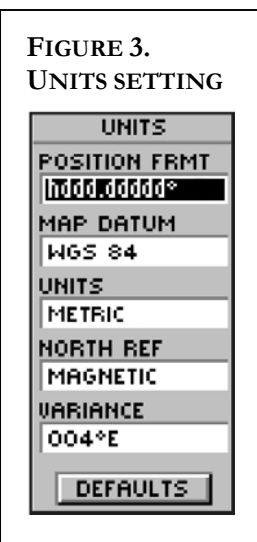 FIGURE 3.
UNITS SETTING
UNITS
POSITION FRMT
hddd.ddddd°
MAP DATUM
WGS 84
UNITS
METRIC
NORTH REF
MAGNETIC
VARIANCE
004°E
DEFAULTS